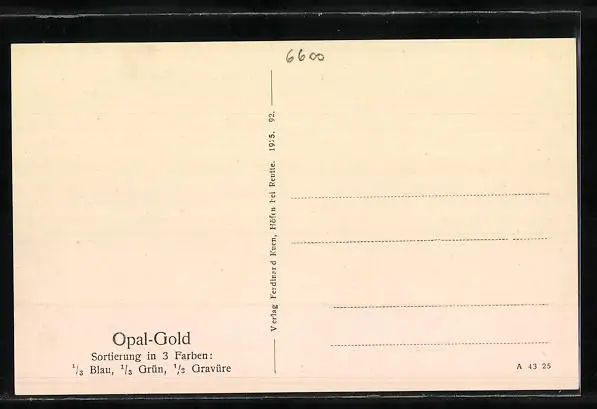 6600
Verlag Ferdinand Kuen, Höfen bei Reutte. 1925. 92.
Opal-Gold
Sortierung in 3 Farben:
¹/₃ Blau, ¹/₃ Grün, ¹/₃ Gravüre
A 43 25